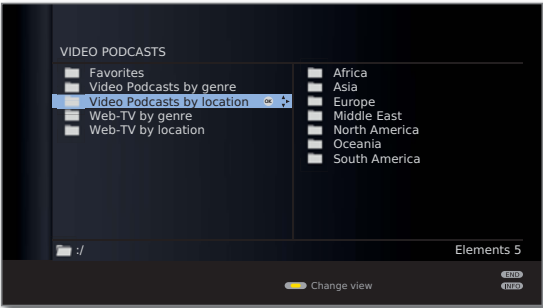 VIDEO PODCASTS
Favorites
Video Podcasts by genre
Video Podcasts by location OK
Web-TV by genre
Web-TV by location
Africa
Asia
Europe
Middle East
North America
Oceania
South America
:/
Elements 5
Change view
END
INFO